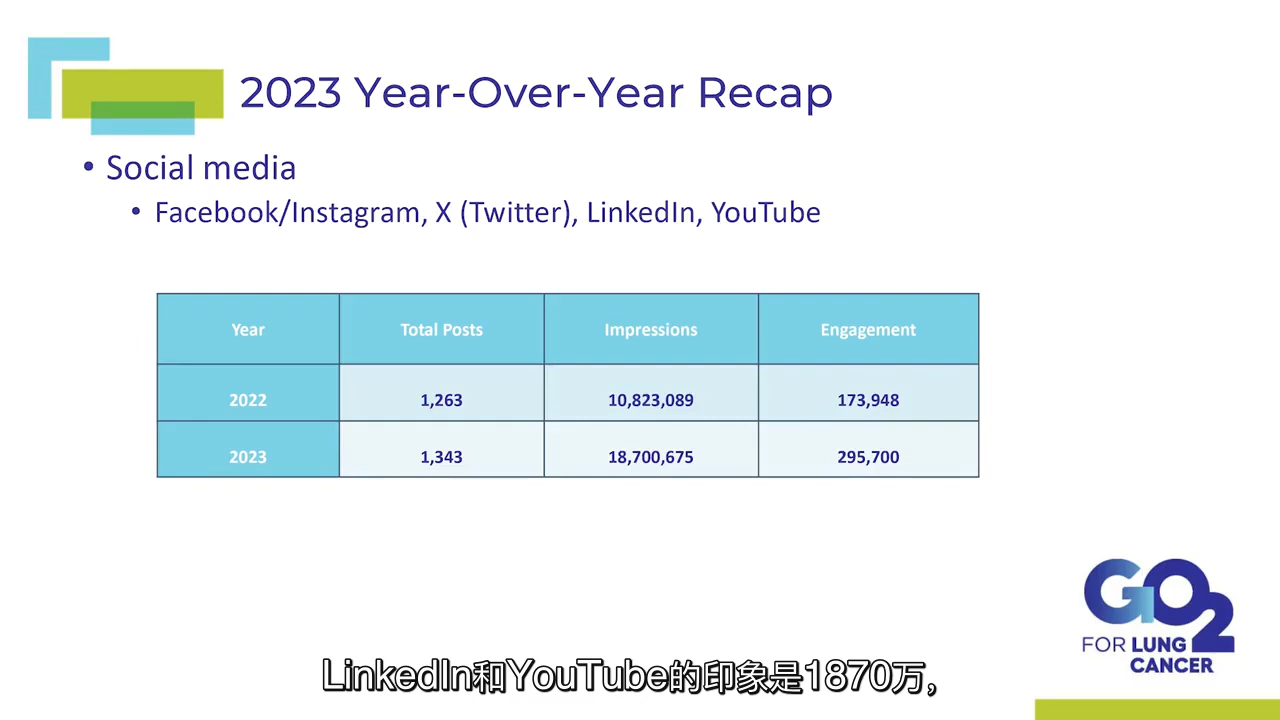 2023 Year-Over-Year Recap
• Social media
• Facebook/Instagram, X (Twitter), LinkedIn, YouTube
Year Total Posts Impressions Engagement
2022 1,263 10,823,089 173,948
2023 1,343 18,700,675 295,700
GO2
FOR LUNG
CANCER
LinkedIn和YouTube的印象是1870万,